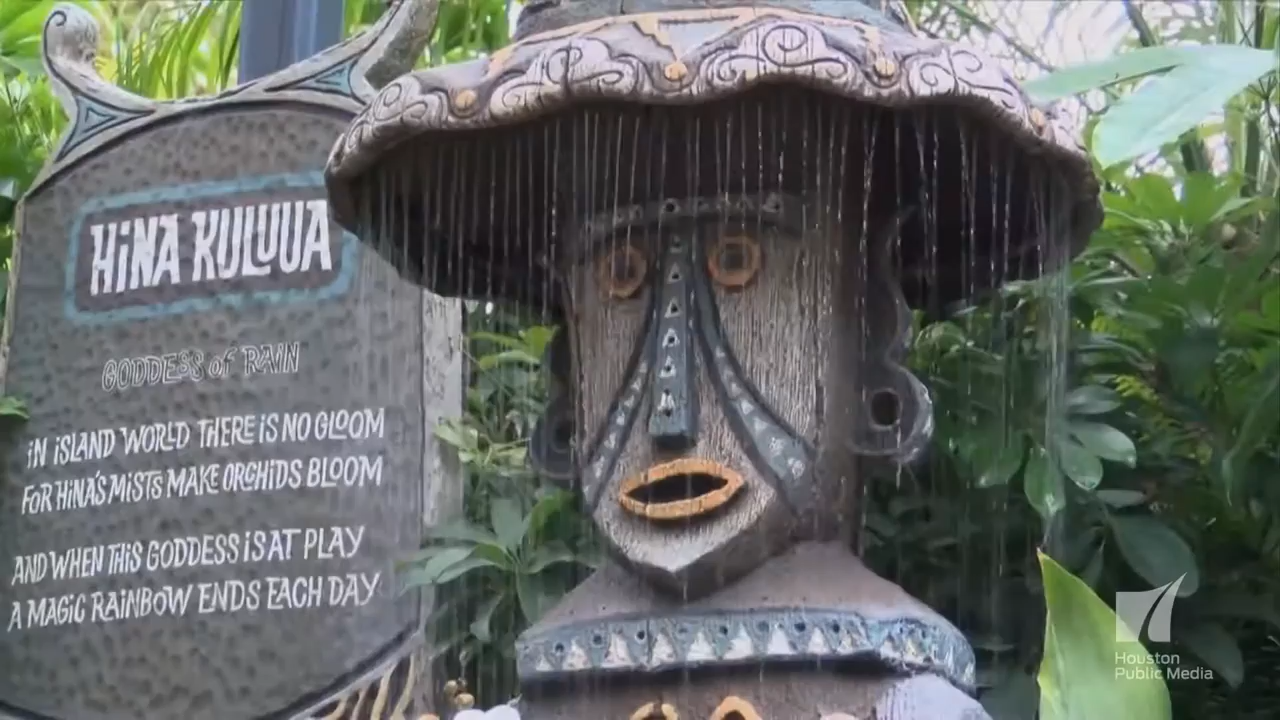 HiNA KULUUA
GODDESS of RAIN
iN iSLAND WORLD THERE iS NO GLOOM
FOR HiNA'S MiSTS MAKE ORCHiDS BLOOM
AND WHEN THiS GODDESS iS AT PLAY
A MAGiC RAiNBOW ENDS EACH DAY
Houston
Public Media